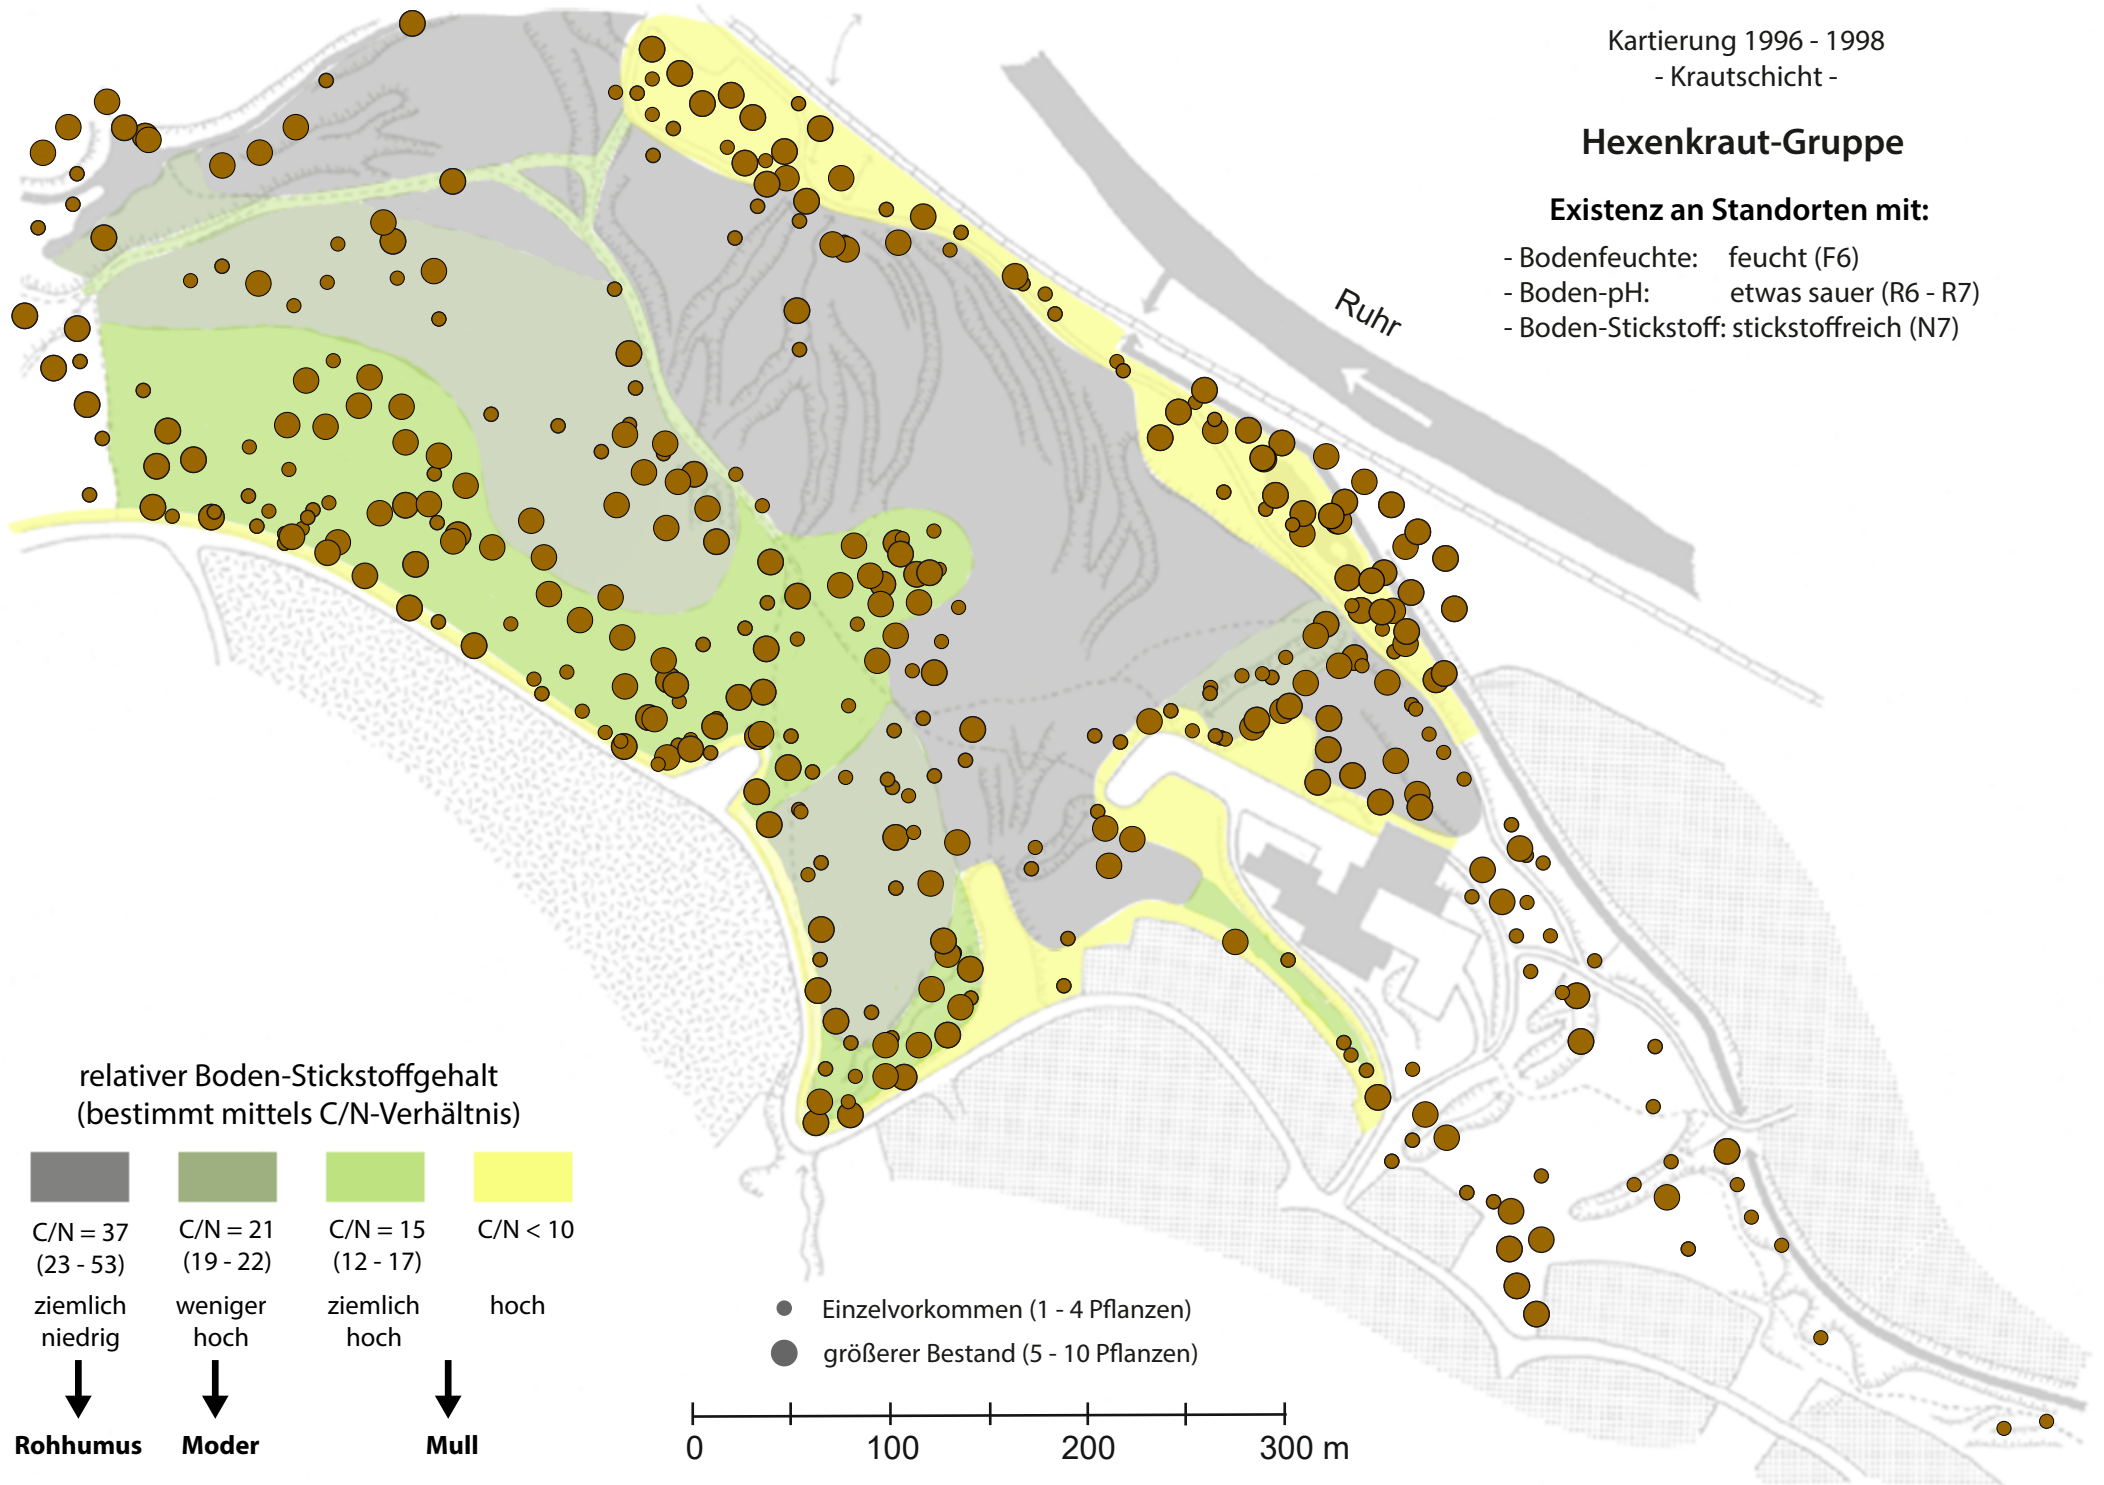 Kartierung 1996 - 1998
- Krautschicht -
Hexenkraut-Gruppe
Existenz an Standorten mit:
- Bodenfeuchte: feucht (F6)
- Boden-pH: etwas sauer (R6 - R7)
- Boden-Stickstoff: stickstoffreich (N7)
Ruhr
relativer Boden-Stickstoffgehalt
(bestimmt mittels C/N-Verhältnis)
C/N = 37
(23 - 53)
ziemlich
niedrig
Rohhumus
C/N = 21
(19 - 22)
weniger
hoch
Moder
C/N = 15
(12 - 17)
ziemlich
hoch
C/N < 10
hoch
Mull
Einzelvorkommen (1 - 4 Pflanzen)
größerer Bestand (5 - 10 Pflanzen)
0 100 200 300 m